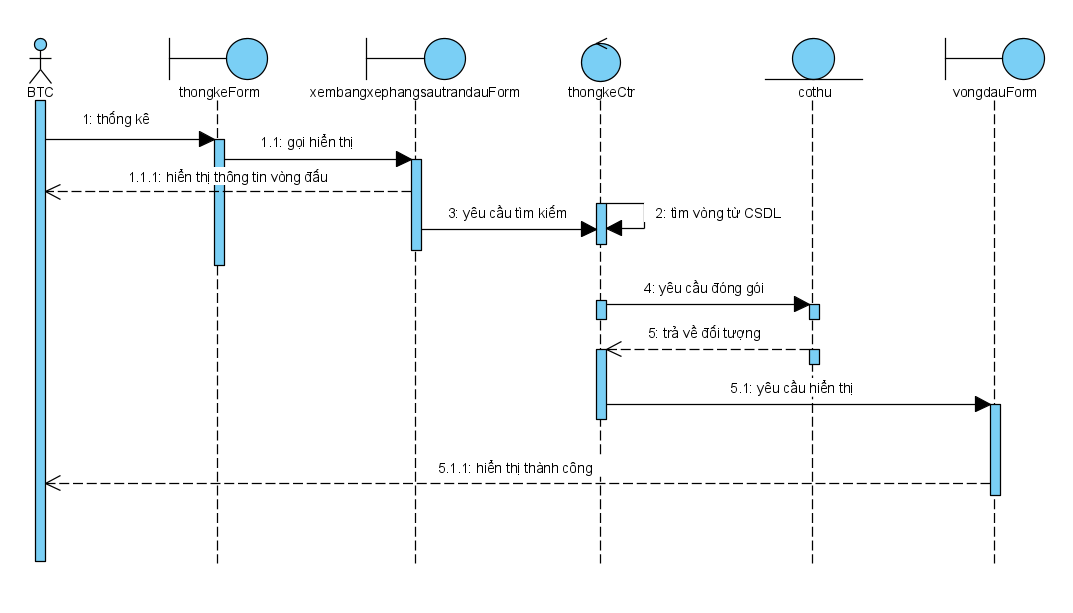 BTC
thongkeForm
xembangxephangsautrandauForm
thongkeCtr
cothu
vongdauForm
1: thống kê
1.1: gọi hiển thị
1.1.1: hiển thị thông tin vòng đấu
3: yêu cầu tìm kiếm
2: tìm vòng từ CSDL
4: yêu cầu đóng gói
5: trả về đối tượng
5.1: yêu cầu hiển thị
5.1.1: hiển thị thành công